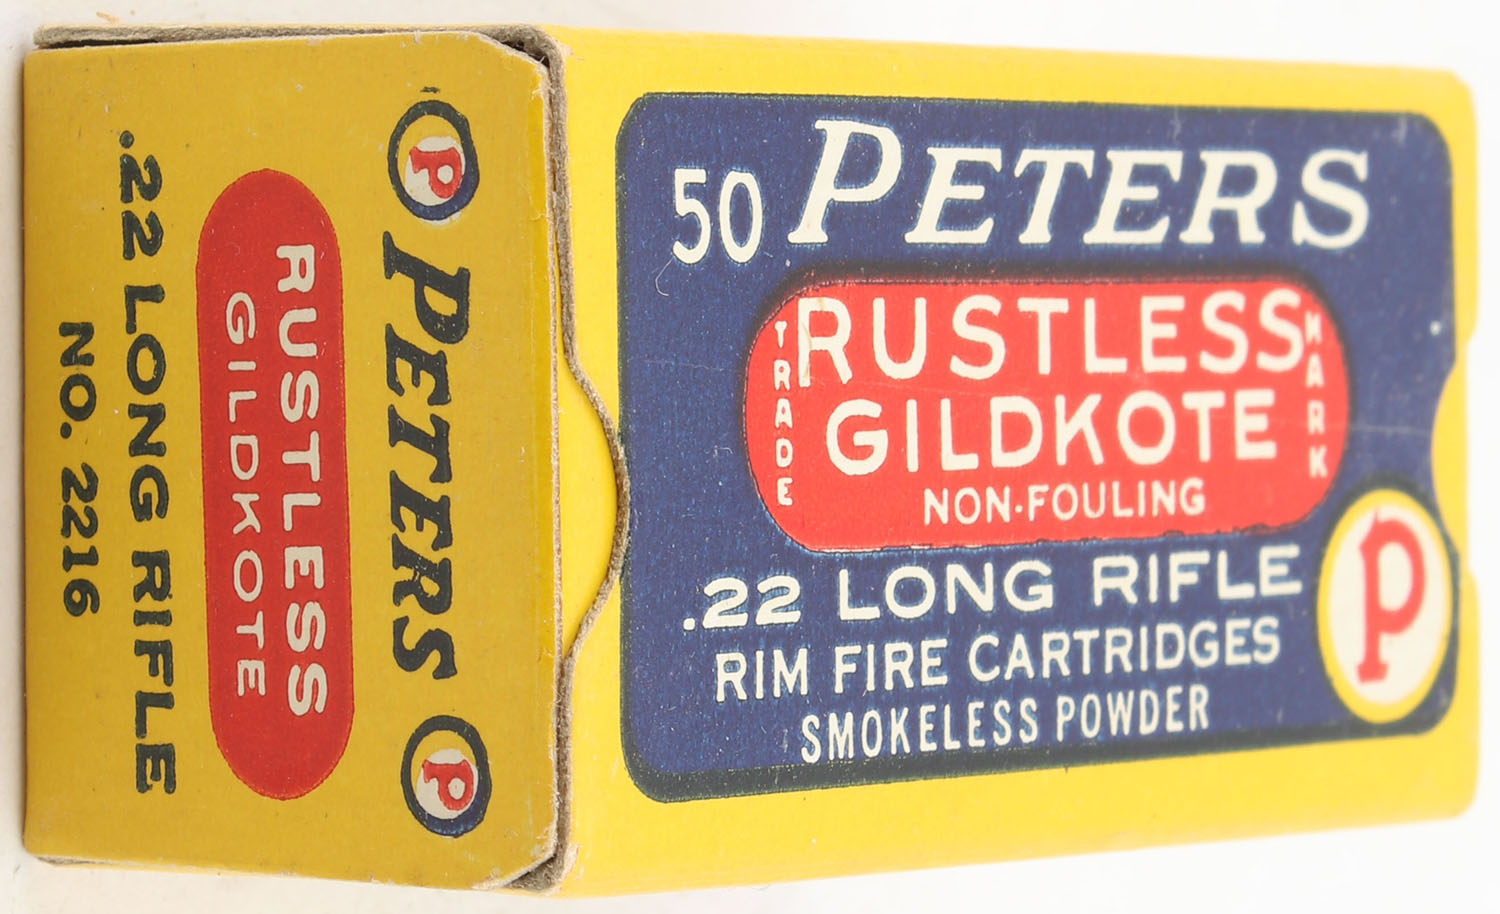 50 PETERS
TRADE RUSTLESS MARK
GILDKOTE
NON-FOULING
.22 LONG RIFLE
RIM FIRE CARTRIDGES
SMOKELESS POWDER
P
P PETERS P
RUSTLESS
GILDKOTE
.22 LONG RIFLE
NO. 2216